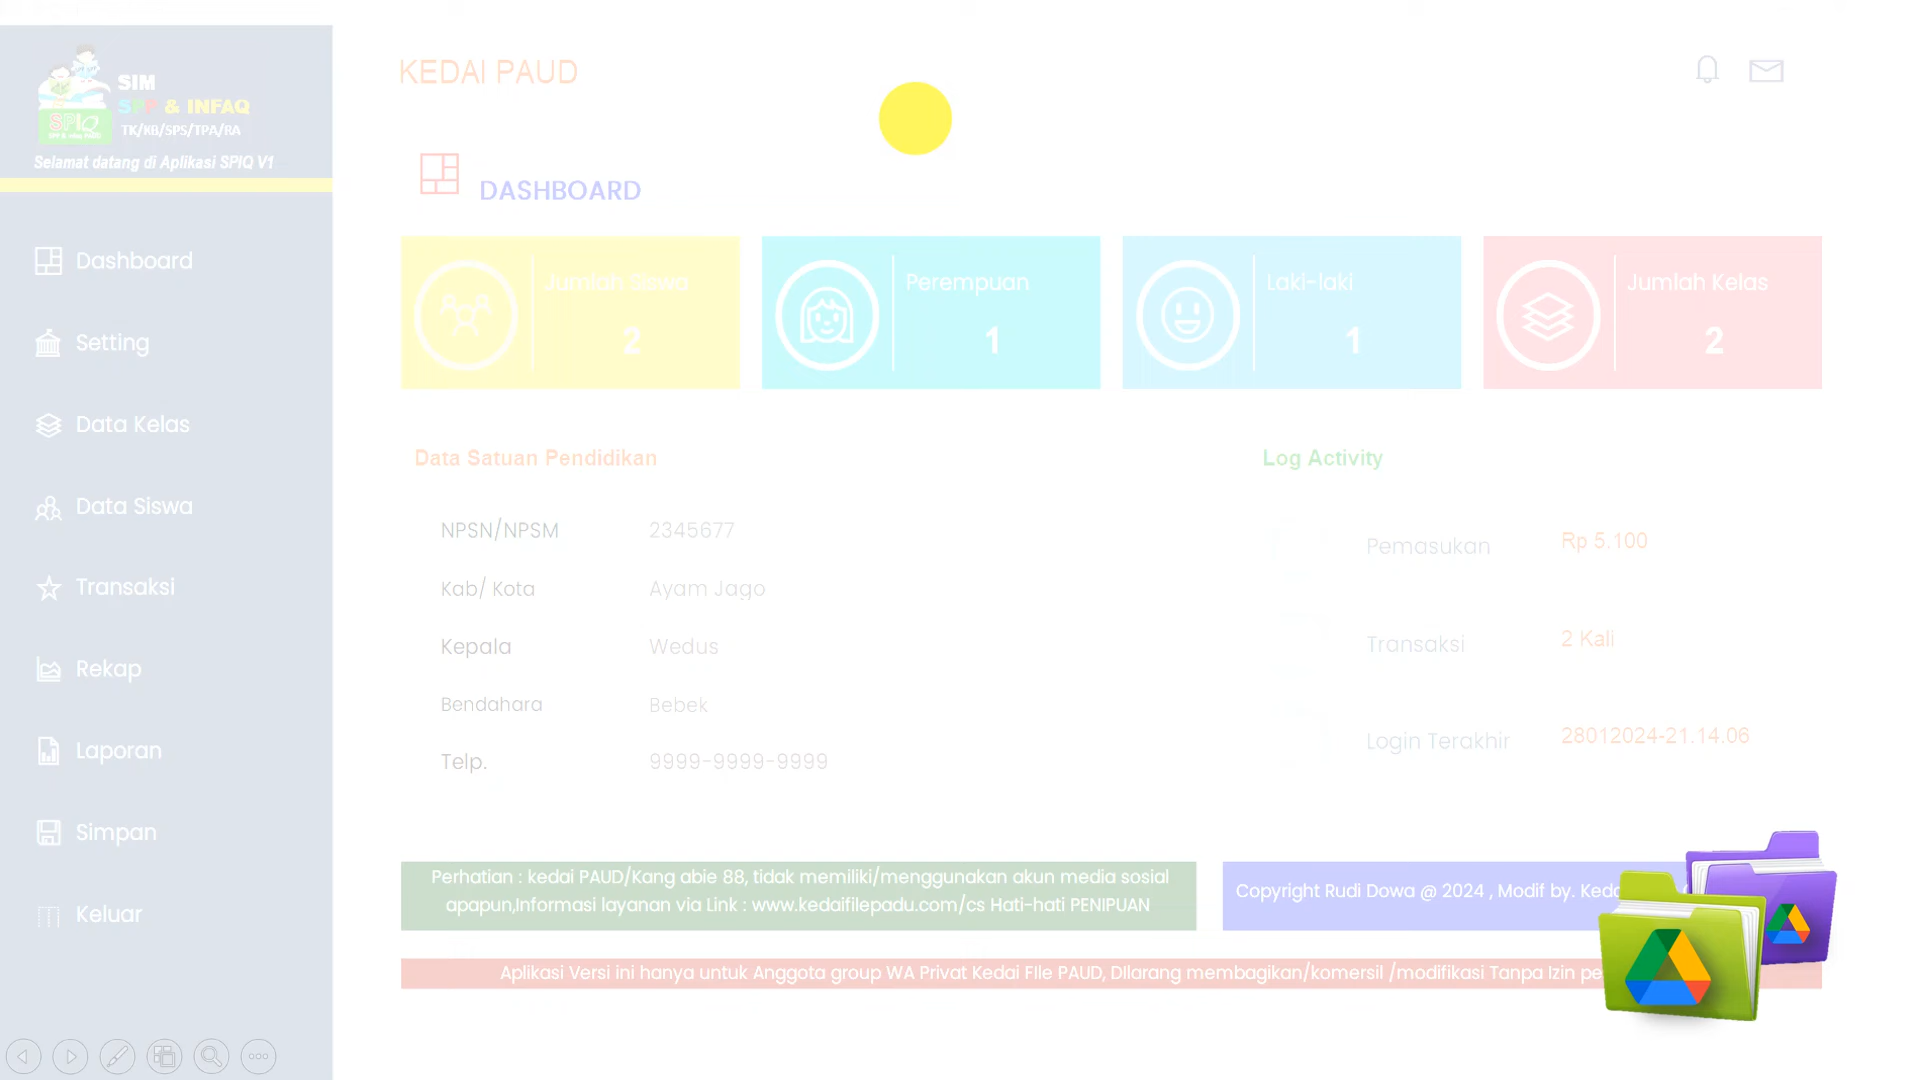 SIM
SPP & INFAQ
TK/KB/SPS/TPA/RA
SPIQ
Selamat datang di Aplikasi SPIQ V1
Dashboard
Setting
Data Kelas
Data Siswa
Transaksi
Rekap
Laporan
Simpan
Keluar
KEDAI PAUD
DASHBOARD
Jumlah Siswa
2
Perempuan
1
Laki-laki
1
Jumlah Kelas
2
Data Satuan Pendidikan
NPSN/NPSM 2345677
Kab/ Kota Ayam Jago
Kepala Wedus
Bendahara Bebek
Telp. 9999-9999-9999
Log Activity
Pemasukan Rp 5.100
Transaksi 2 Kali
Login Terakhir 28012024-21.14.06
Perhatian : kedai PAUD/Kang abie 88, tidak memiliki/menggunakan akun media sosial
apapun,Informasi layanan via Link : www.kedaifilepadu.com/cs Hati-hati PENIPUAN
Copyright Rudi Dowa @ 2024 , Modif by.
Aplikasi Versi ini hanya untuk Anggota group WA Privat Kedai FIle PAUD, Dilarang membagikan/komersil /modifikasi Tanpa Izin